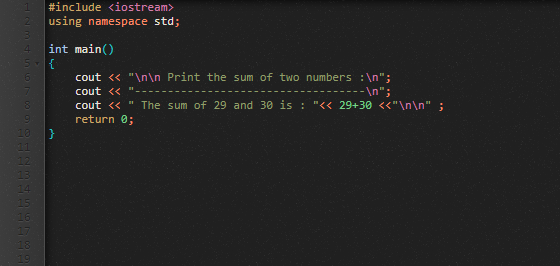 1 #include <iostream>
2 using namespace std;
3
4 int main()
5 {
6 cout << "\n\n Print the sum of two numbers :\n";
7 cout << "-----------------------------------\n";
8 cout << " The sum of 29 and 30 is : "<< 29+30 <<"\n\n" ;
9 return 0;
10 }
11
12
13
14
15
16
17
18
19